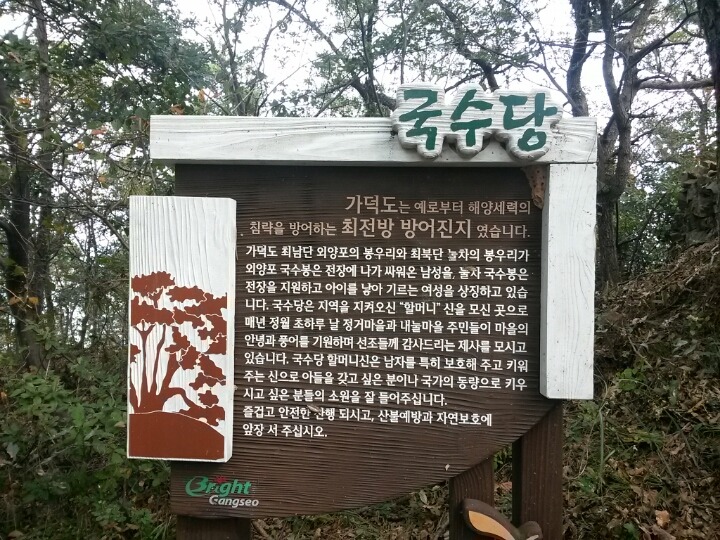 국수당
가덕도는 예로부터 해양세력의
침략을 방어하는 최전방 방어진지 였습니다.
가덕도 최남단 외양포의 봉우리와 최북단 눌차의 봉우리가
외양포 국수봉은 전장에 나가 싸워온 남성을, 눌차 국수봉은
전장을 지원하고 아이를 낳아 기르는 여성을 상징하고 있습
니다. 국수당은 지역을 지켜오신 "할머니" 신을 모신 곳으로
매년 정월 초하루 날 정거마을과 내눌마을 주민들이 마을의
안녕과 풍어를 기원하며 선조들께 감사드리는 제사를 모시고
있습니다. 국수당 할머니신은 남자를 특히 보호해 주고 키워
주는 신으로 아들을 갖고 싶은 분이나 국가의 동량으로 키우
시고 싶은 분들의 소원을 잘 들어주십니다.
즐겁고 안전한 산행 되시고, 산불예방과 자연보호에
앞장 서 주십시오.
Bright
Gangseo